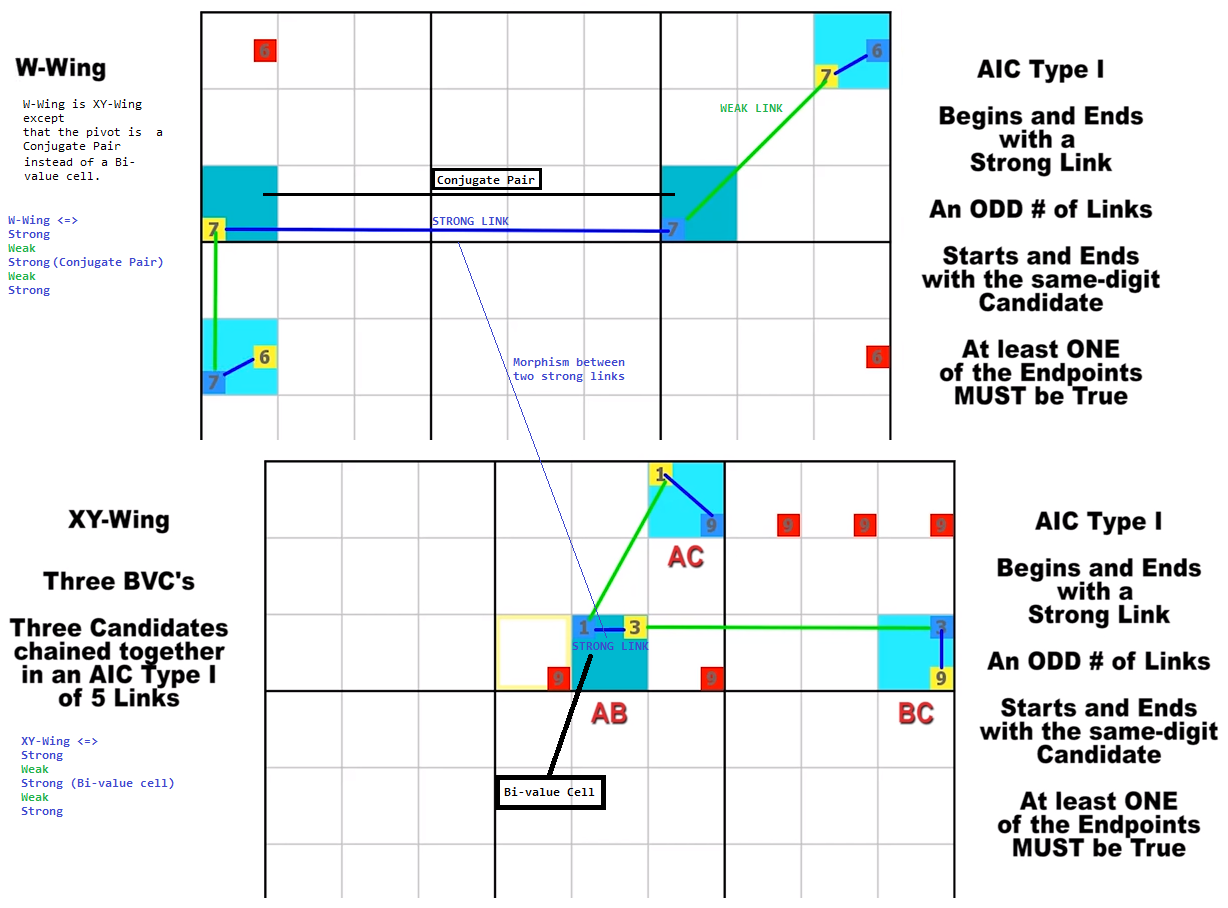 W-Wing
W-Wing is XY-Wing
except
that the pivot is a
Conjugate Pair
instead of a Bi-
value cell.
W-Wing <=>
Strong
Weak
Strong(Conjugate Pair)
Weak
Strong
6
6
7
WEAK LINK
Conjugate Pair
STRONG LINK
7
7
Morphism between
two strong links
6
7
6
AIC Type I
Begins and Ends
with a
Strong Link
An ODD # of Links
Starts and Ends
with the same-digit
Candidate
At least ONE
of the Endpoints
MUST be True
XY-Wing
Three BVC's
Three Candidates
chained together
in an AIC Type I
of 5 Links
XY-Wing <=>
Strong
Weak
Strong (Bi-value cell)
Weak
Strong
1
9
9
9
9
AC
1
3
3
STRONG LINK
9
9
9
AB
BC
Bi-value Cell
AIC Type I
Begins and Ends
with a
Strong Link
An ODD # of Links
Starts and Ends
with the same-digit
Candidate
At least ONE
of the Endpoints
MUST be True